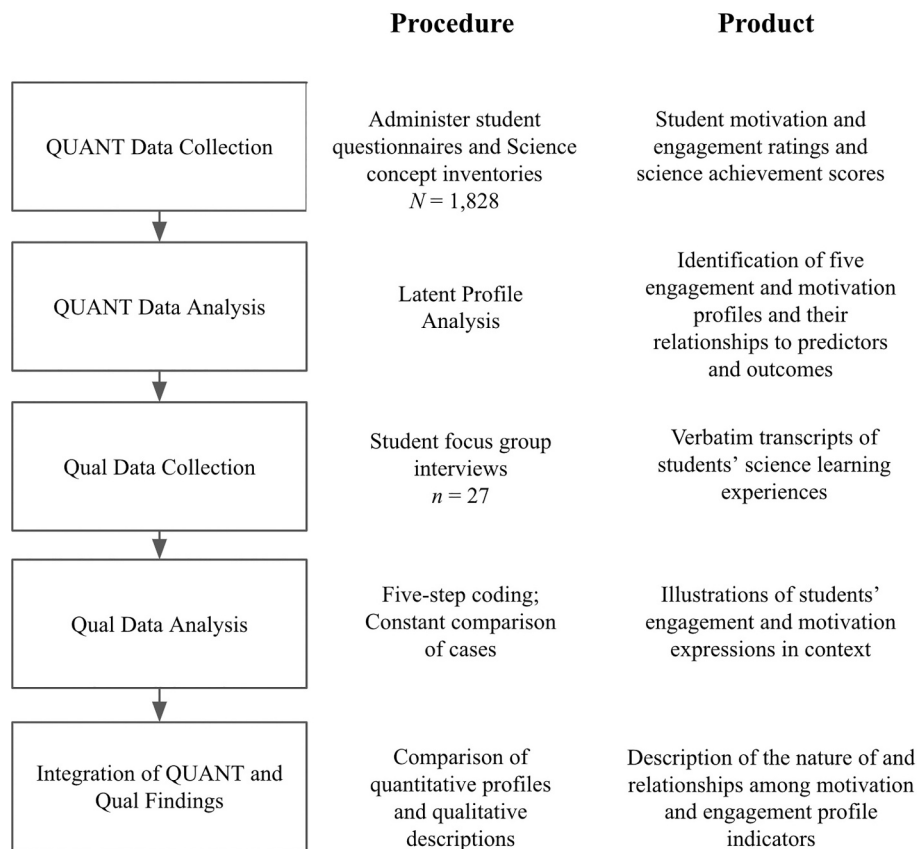 Procedure
Product
QUANT Data Collection
Administer student
questionnaires and Science
concept inventories
N = 1,828
Student motivation and
engagement ratings and
science achievement scores
QUANT Data Analysis
Latent Profile
Analysis
Identification of five
engagement and motivation
profiles and their
relationships to predictors
and outcomes
Qual Data Collection
Student focus group
interviews
n = 27
Verbatim transcripts of
students’ science learning
experiences
Qual Data Analysis
Five-step coding;
Constant comparison
of cases
Illustrations of students’
engagement and motivation
expressions in context
Integration of QUANT and
Qual Findings
Comparison of
quantitative profiles
and qualitative
descriptions
Description of the nature of and
relationships among motivation
and engagement profile
indicators